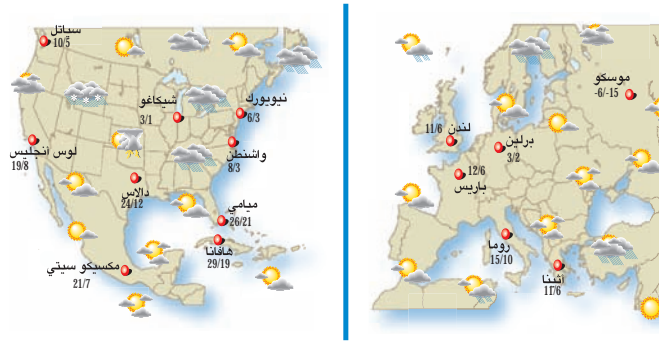 سياتل
10/5
شيكاغو
3/1
نيويورك
6/3
لوس انجليس
19/8
واشنطن
8/3
دالاس
24/12
ميامي
26/21
هافانا
29/19
مكسيكو سيتي
21/7
موسكو
-6/-15
لندن 11/6
درلين
3/2
12/6
باريس
روما
15/10
أثينا
11/6